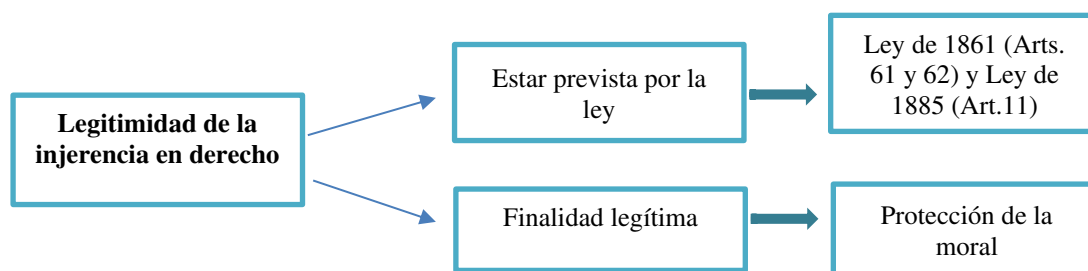 Legitimidad de la
injerencia en derecho
Estar prevista por la
ley
Ley de 1861 (Arts.
61 y 62) y Ley de
1885 (Art.11)
Finalidad legítima
Protección de la
moral